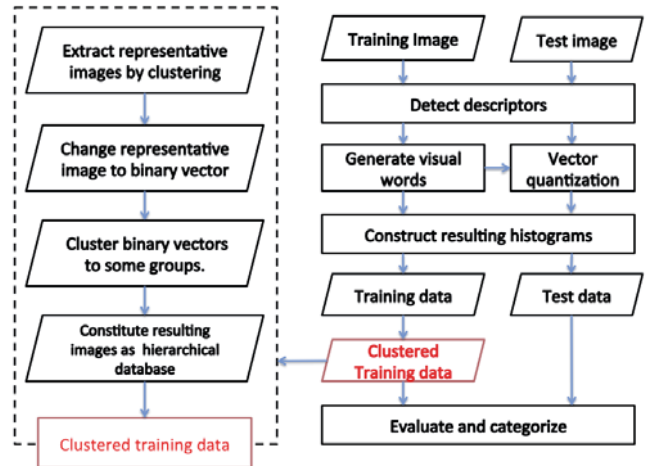 Extract representative
images by clustering
Change representative
image to binary vector
Cluster binary vectors
to some groups.
Constitute resulting
images as hierarchical
database
Clustered training data
Training Image
Test image
Detect descriptors
Generate visual
words
Vector
quantization
Construct resulting histograms
Training data
Test data
Clustered
Training data
Evaluate and categorize